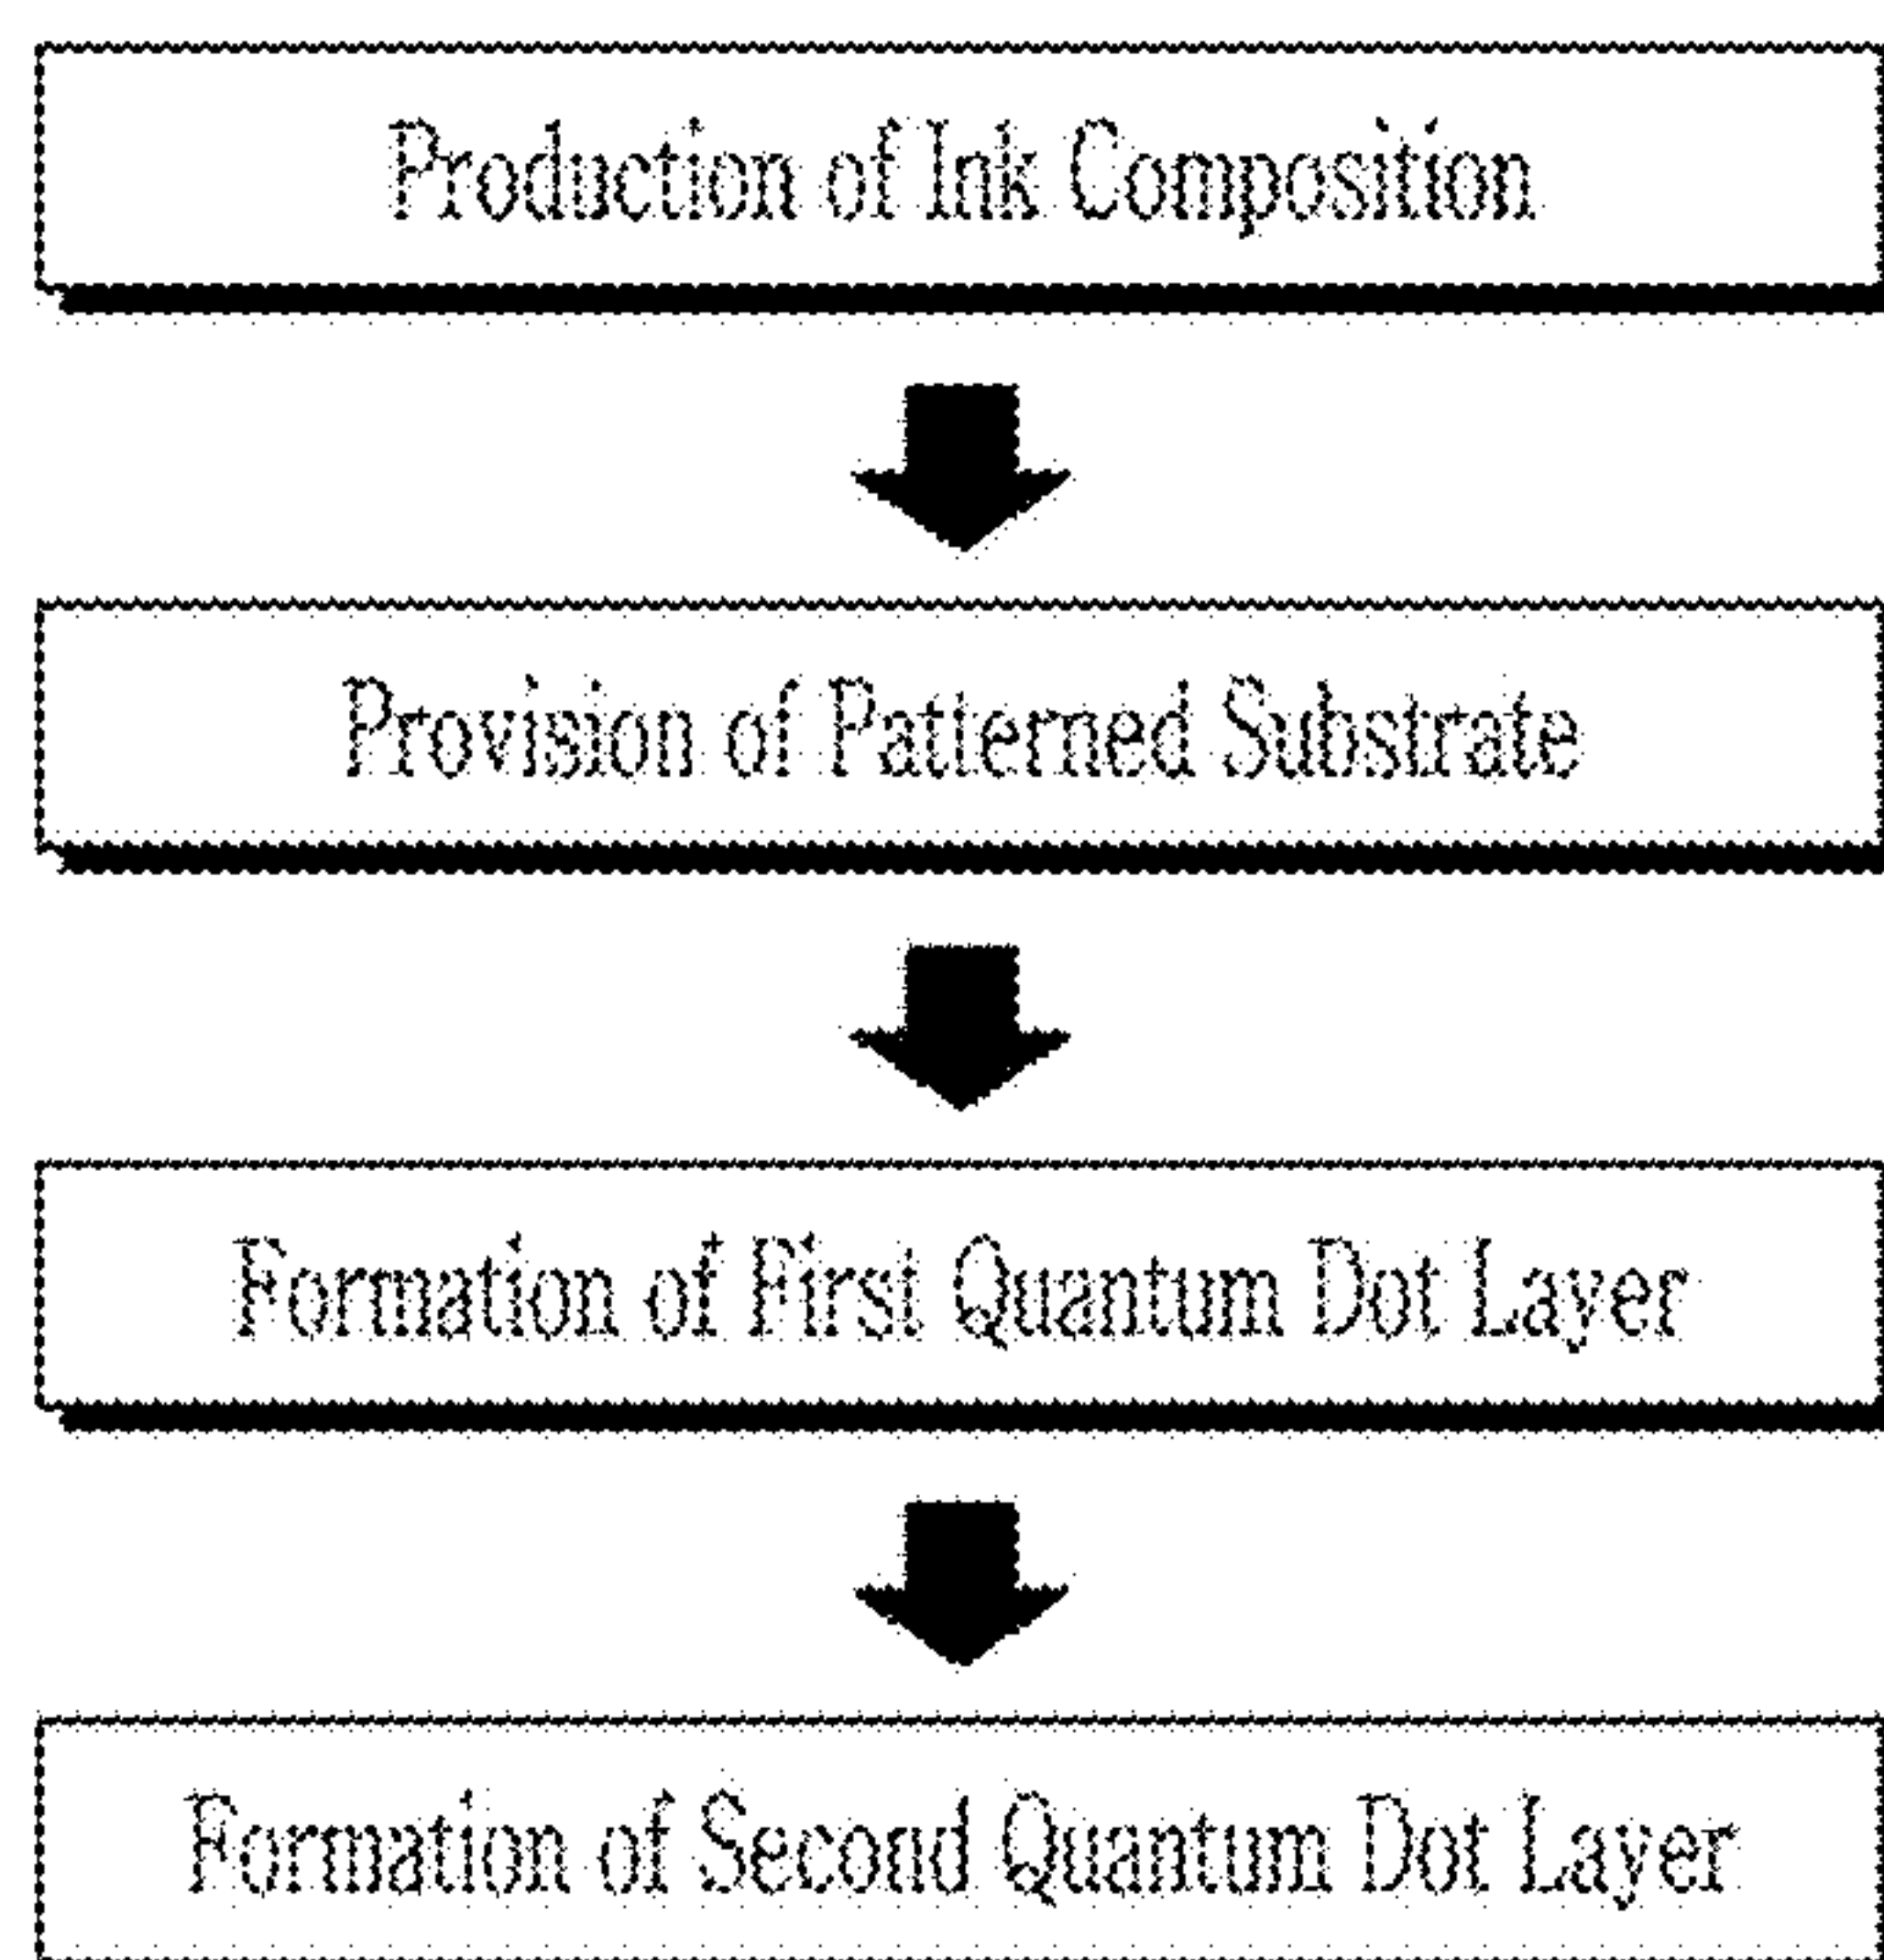 Production of Ink Composition
Provision of Patterned Substrate
Formation of First Quantum Dot Layer
Formation of Second Quantum Dot Layer